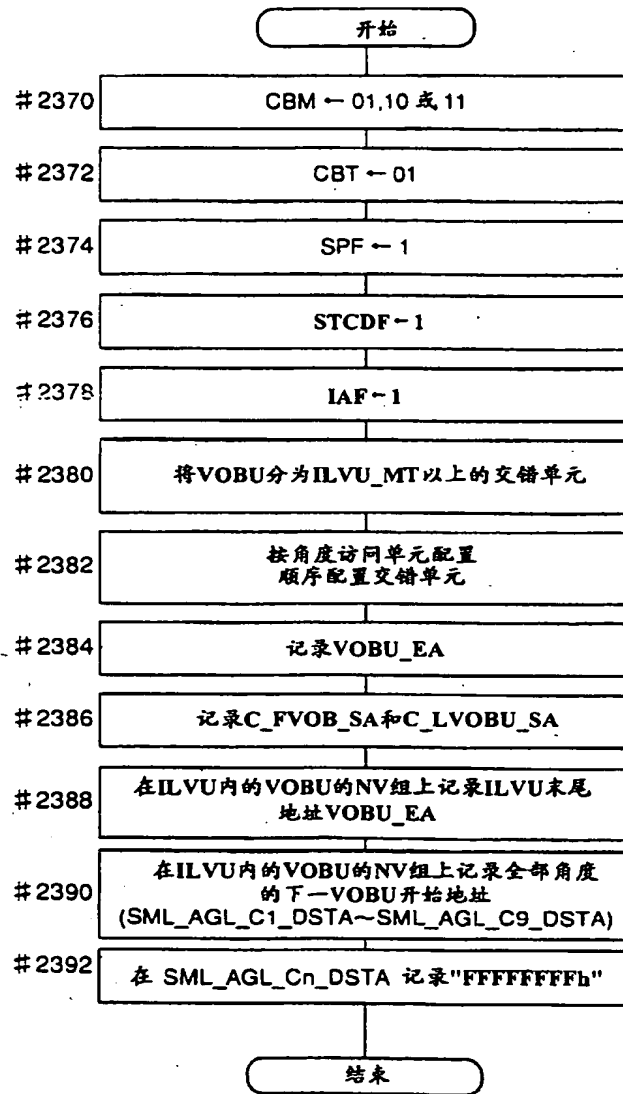 开始
#2370
CBM ← 01,10 或 11
#2372
CBT ← 01
#2374
SPF ← 1
#2376
STCDF ← 1
#2378
IAF ← 1
#2380
将VOBU分为ILVU_MT以上的交错单元
#2382
按角度访问单元配置
顺序配置交错单元
#2384
记录VOBU_EA
#2386
记录C_FVOB_SA和C_LVOBU_SA
#2388
在ILVU内的VOBU的NV组上记录ILVU末尾
地址VOBU_EA
#2390
在ILVU内的VOBU的NV组上记录全部角度
的下一VOBU开始地址
(SML_AGL_C1_DSTA~SML_AGL_C9_DSTA)
#2392
在 SML_AGL_Cn_DSTA 记录"FFFFFFFFh"
结束